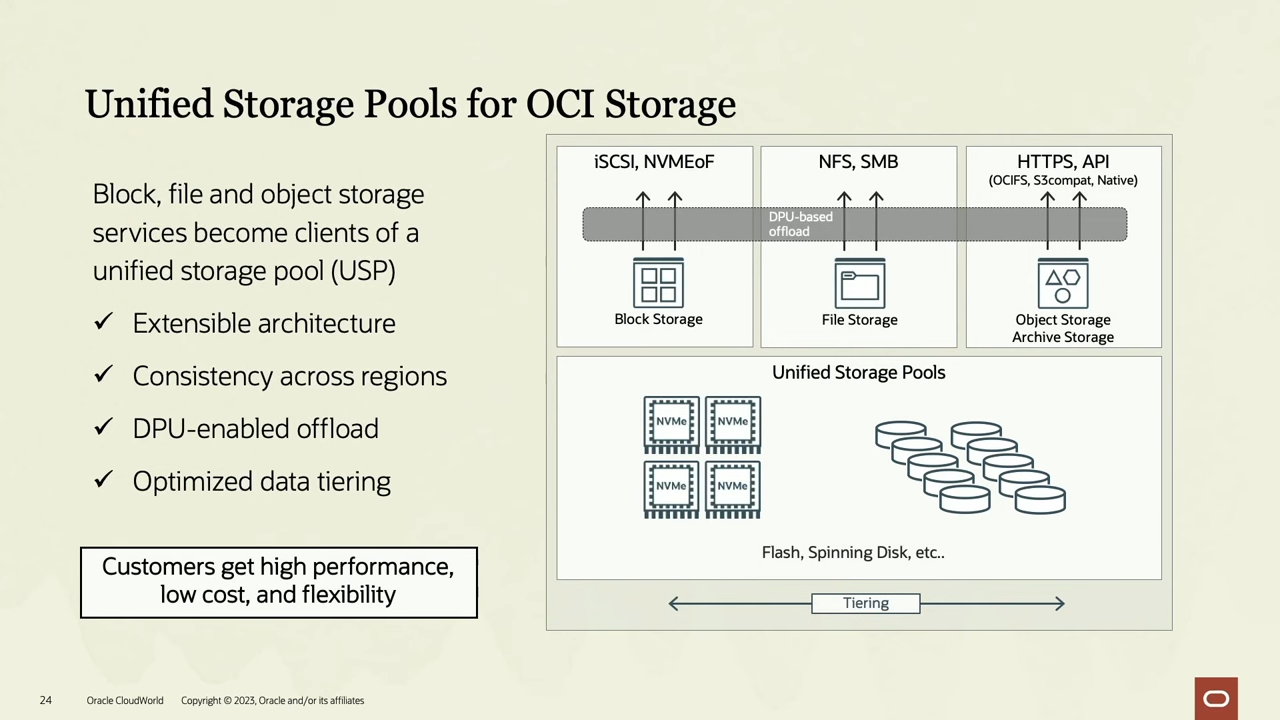 Unified Storage Pools for OCI Storage
Block, file and object storage
services become clients of a
unified storage pool (USP)
✓ Extensible architecture
✓ Consistency across regions
✓ DPU-enabled offload
✓ Optimized data tiering
Customers get high performance,
low cost, and flexibility
iSCSI, NVMEoF
NFS, SMB
HTTPS, API
(OCIFS, S3compat, Native)
DPU-based
offload
Block Storage
File Storage
Object Storage
Archive Storage
Unified Storage Pools
NVMe
NVMe
NVMe
NVMe
Flash, Spinning Disk, etc..
Tiering
24
Oracle CloudWorld
Copyright © 2023, Oracle and/or its affiliates